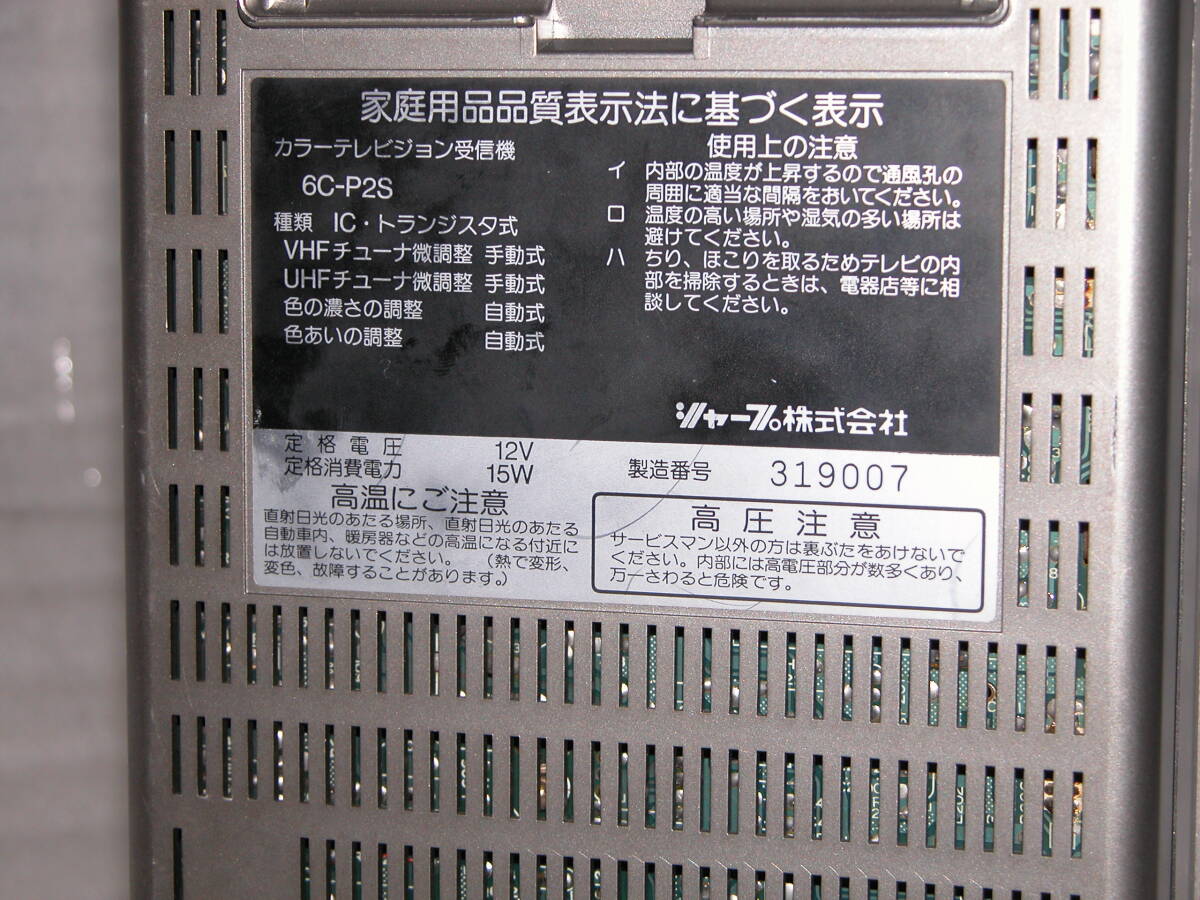 家庭用品品質表示法に基づく表示
カラーテレビジョン受信機
6C-P2S
種類 IC・トランジスタ式
VHFチューナ微調整 手動式
UHFチューナ微調整 手動式
色の濃さの調整 自動式
色あいの調整 自動式
使用上の注意
イ 内部の温度が上昇するので通風孔の
周囲に適当な間隔をおいてください。
ロ 温度の高い場所や湿気の多い場所は
避けてください。
ハ ちり、ほこりを取るためテレビの内
部を掃除するときは、電器店等に相
談してください。
シャープ株式会社
定格電圧 12V
定格消費電力 15W
製造番号 319007
高温にご注意
直射日光のあたる場所、直射日光のあたる
自動車内、暖房器などの高温になる付近に
は放置しないでください。 (熱で変形、
変色、故障することがあります。)
高圧注意
サービスマン以外の方は裏ぶたをあけないで
ください。内部には高電圧部分が数多くあり、
万一さわると危険です。